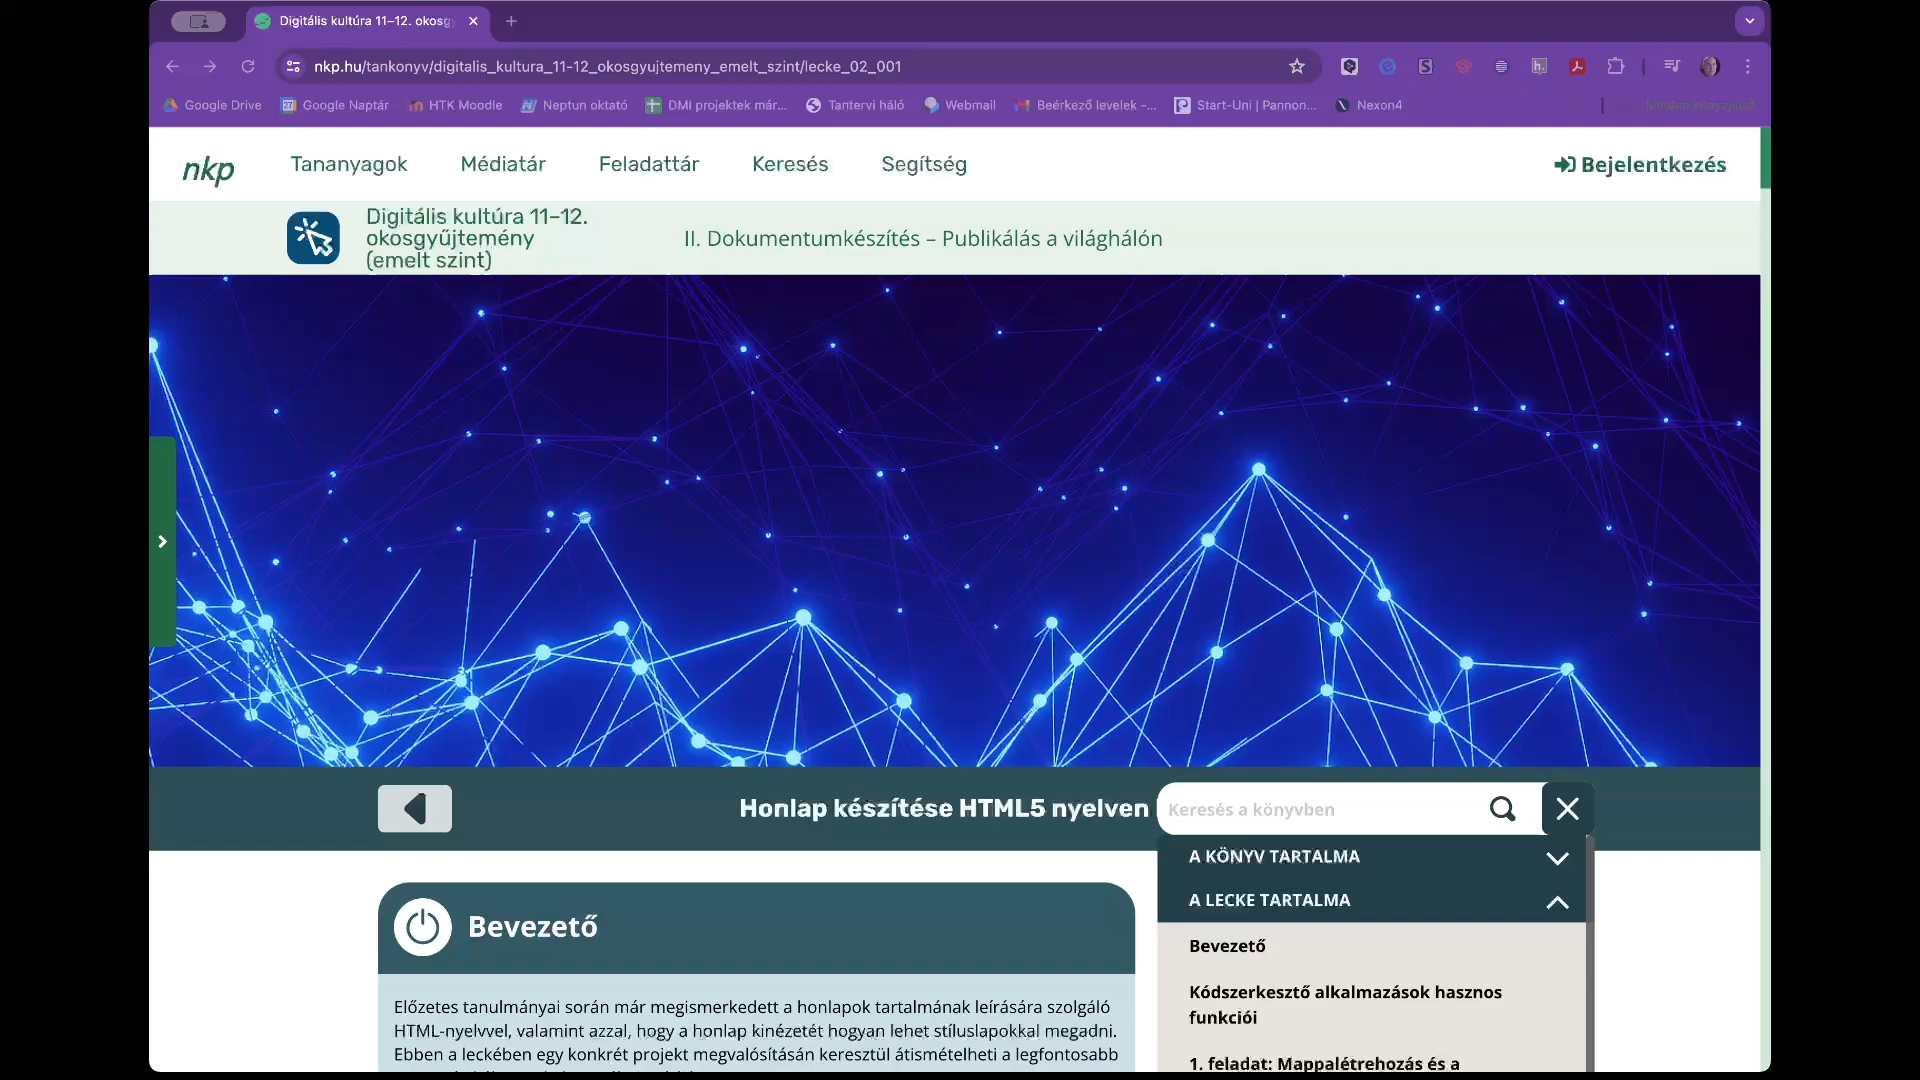 Digitális kultúra 11–12. okosg
nkp.hu/tankonyv/digitalis_kultura_11-12_okosgyujtemeny_emelt_szint/lecke_02_001
Google Drive
Google Naptár
HTK Moodle
Neptun oktató
DMI projektek már...
Tantervi háló
Webmail
Beérkező levelek –...
Start-Uni | Pannon...
Nexon4
nkp
Tananyagok
Médiatár
Feladattár
Keresés
Segítség
Bejelentkezés
Digitális kultúra 11–12.
okosgyűjtemény
(emelt szint)
II. Dokumentumkészítés – Publikálás a világhálón
Honlap készítése HTML5 nyelven
Keresés a könyvben
A KÖNYV TARTALMA
A LECKE TARTALMA
Bevezető
Kódszerkesztő alkalmazások hasznos
funkciói
1. feladat: Mappalétrehozás és a
Bevezető
Előzetes tanulmányai során már megismerkedett a honlapok tartalmának leírására szolgáló
HTML-nyelvvel, valamint azzal, hogy a honlap kinézetét hogyan lehet stíluslapokkal megadni.
Ebben a leckében egy konkrét projekt megvalósításán keresztül átismételheti a legfontosabb